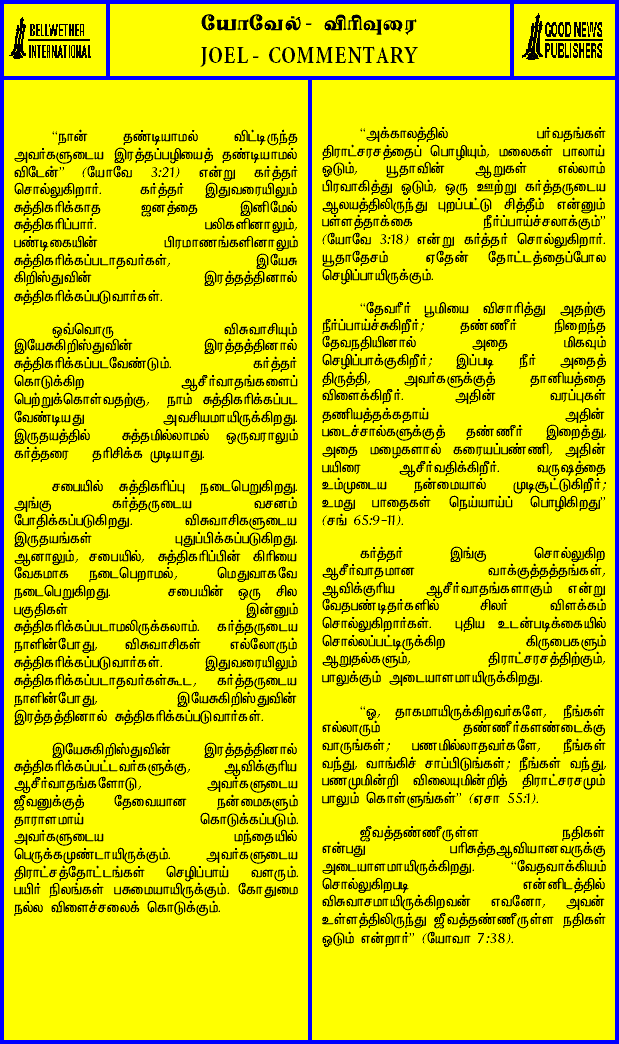 BELLWETHER
INTERNATIONAL
யோவேல் - விரிவுரை
JOEL - COMMENTARY
GOOD NEWS
PUBLISHERS
“நான் தண்டியாமல் விட்டிருந்த
அவர்களுடைய இரத்தப்பழியைத் தண்டியாமல்
விடேன்” (யோவே 3:21) என்று கர்த்தர்
சொல்லுகிறார். கர்த்தர் இதுவரையிலும்
சுத்திகரிக்காத ஜனத்தை இனிமேல்
சுத்திகரிப்பார். பலிகளினாலும்,
பண்டிகையின் பிரமாணங்களினாலும்
சுத்திகரிக்கப்படாதவர்கள், இயேசு
கிறிஸ்துவின் இரத்தத்தினால்
சுத்திகரிக்கப்படுவார்கள்.
ஒவ்வொரு விசுவாசியும்
இயேசுகிறிஸ்துவின் இரத்தத்தினால்
சுத்திகரிக்கப்படவேண்டும். கர்த்தர்
கொடுக்கிற ஆசீர்வாதங்களைப்
பெற்றுக்கொள்வதற்கு, நாம் சுத்திகரிக்கப்பட
வேண்டியது அவசியமாயிருக்கிறது.
இருதயத்தில் சுத்தமில்லாமல் ஒருவராலும்
கர்த்தரை தரிசிக்க முடியாது.
சபையில் சுத்திகரிப்பு நடைபெறுகிறது.
அங்கு கர்த்தருடைய வசனம்
போதிக்கப்படுகிறது. விசுவாசிகளுடைய
இருதயங்கள் புதுப்பிக்கப்படுகிறது.
ஆனாலும், சபையில், சுத்திகரிப்பின் கிரியை
வேகமாக நடைபெறாமல், மெதுவாகவே
நடைபெறுகிறது. சபையின் ஒரு சில
பகுதிகள் இன்னும்
சுத்திகரிக்கப்படாமலிருக்கலாம். கர்த்தருடைய
நாளின்போது, விசுவாசிகள் எல்லோரும்
சுத்திகரிக்கப்படுவார்கள். இதுவரையிலும்
சுத்திகரிக்கப்படாதவர்கள்கூட, கர்த்தருடைய
நாளின்போது, இயேசுகிறிஸ்துவின்
இரத்தத்தினால் சுத்திகரிக்கப்படுவார்கள்.
இயேசுகிறிஸ்துவின் இரத்தத்தினால்
சுத்திகரிக்கப்பட்டவர்களுக்கு, ஆவிக்குரிய
ஆசீர்வாதங்களோடு, அவர்களுடைய
ஜீவனுக்குத் தேவையான நன்மைகளும்
தாராளமாய் கொடுக்கப்படும்.
அவர்களுடைய மந்தையில்
பெருக்கமுண்டாயிருக்கும். அவர்களுடைய
திராட்சத்தோட்டங்கள் செழிப்பாய் வளரும்.
பயிர் நிலங்கள் பசுமையாயிருக்கும். கோதுமை
நல்ல விளைச்சலைக் கொடுக்கும்.
“அக்காலத்தில் பர்வதங்கள்
திராட்சரசத்தைப் பொழியும், மலைகள் பாலாய்
ஓடும், யூதாவின் ஆறுகள் எல்லாம்
பிரவாகித்து ஓடும், ஒரு ஊற்று கர்த்தருடைய
ஆலயத்திலிருந்து புறப்பட்டு சித்தீம் என்னும்
பள்ளத்தாக்கை நீர்ப்பாய்ச்சலாக்கும்”
(யோவே 3:18) என்று கர்த்தர் சொல்லுகிறார்.
யூதாதேசம் ஏதேன் தோட்டத்தைப்போல
செழிப்பாயிருக்கும்.
“தேவரீர் பூமியை விசாரித்து அதற்கு
நீர்ப்பாய்ச்சுகிறீர்; தண்ணீர் நிறைந்த
தேவநதியினால் அதை மிகவும்
செழிப்பாக்குகிறீர்; இப்படி நீர் அதைத்
திருத்தி, அவர்களுக்குத் தானியத்தை
விளைக்கிறீர். அதின் வரப்புகள்
தணியத்தக்கதாய் அதின்
படைச்சால்களுக்குத் தண்ணீர் இறைத்து,
அதை மழைகளால் கரையப்பண்ணி, அதின்
பயிரை ஆசீர்வதிக்கிறீர். வருஷத்தை
உம்முடைய நன்மையால் முடிசூட்டுகிறீர்;
உமது பாதைகள் நெய்யாய்ப் பொழிகிறது”
(சங் 65:9-11).
கர்த்தர் இங்கு சொல்லுகிற
ஆசீர்வாதமான வாக்குத்தத்தங்கள்,
ஆவிக்குரிய ஆசீர்வாதங்களாகும் என்று
வேதபண்டிதர்களில் சிலர் விளக்கம்
சொல்லுகிறார்கள். புதிய உடன்படிக்கையில்
சொல்லப்பட்டிருக்கிற கிருபைகளும்
ஆறுதல்களும், திராட்சரசத்திற்கும்,
பாலுக்கும் அடையாளமாயிருக்கிறது.
“ஓ, தாகமாயிருக்கிறவர்களே, நீங்கள்
எல்லாரும் தண்ணீர்களண்டைக்கு
வாருங்கள்; பணமில்லாதவர்களே, நீங்கள்
வந்து, வாங்கிச் சாப்பிடுங்கள்; நீங்கள் வந்து,
பணமுமின்றி விலையுமின்றித் திராட்சரசமும்
பாலும் கொள்ளுங்கள்” (ஏசா 55:1).
ஜீவத்தண்ணீருள்ள நதிகள்
என்பது பரிசுத்தஆவியானவருக்கு
அடையாளமாயிருக்கிறது. “வேதவாக்கியம்
சொல்லுகிறபடி என்னிடத்தில்
விசுவாசமாயிருக்கிறவன் எவனோ, அவன்
உள்ளத்திலிருந்து ஜீவத்தண்ணீருள்ள நதிகள்
ஓடும் என்றார்” (யோவா 7:38).